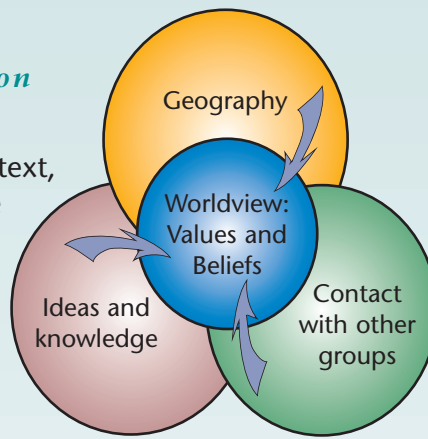 on
text,
Geography
Worldview:
Values and
Beliefs
Ideas and
knowledge
Contact
with other
groups